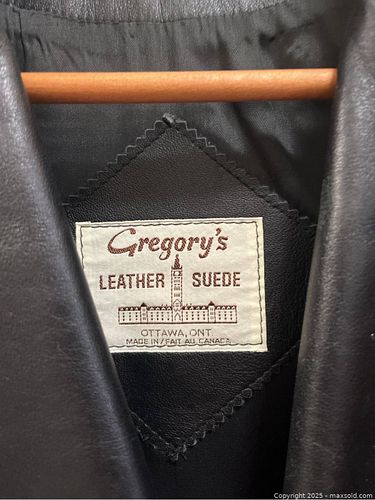 Gregory's
LEATHER SUEDE
OTTAWA, ONT.
MADE IN / FAIT AU CANADA
Copyright 2025 - maxsold.com